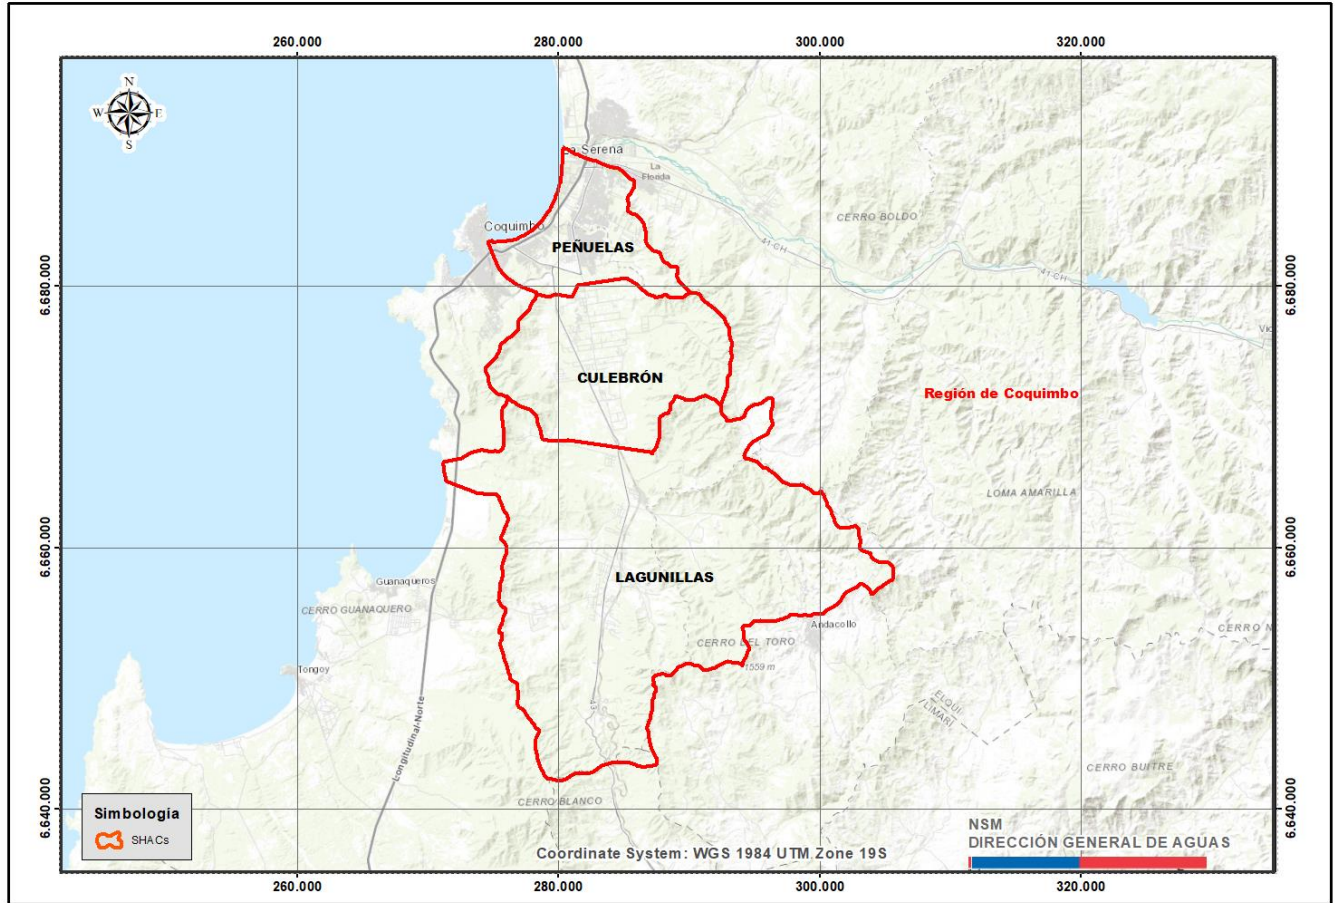 260.000 280.000 300.000 320.000
N
W E
S
La Serena
La
Florida
CERRO BOLDO
Coquimbo
PEÑUELAS
41-CH
41-CH
6.680.000
6.680.000
CULEBRÓN
Región de Coquimbo
LOMA AMARILLA
6.660.000
6.660.000
LAGUNILLAS
Guanaqueros
CERRO GUANAQUERO
Andacollo
CERRO DEL TORO
1559 m
Tongoy
43
ELQUI
LIMARI
Longitudinal-Norte
CERRO BUITRE
CERRO BLANCO
6.640.000
6.640.000
Simbología
SHACs
NSM
DIRECCIÓN GENERAL DE AGUAS
Coordinate System: WGS 1984 UTM Zone 19S
260.000 280.000 300.000 320.000